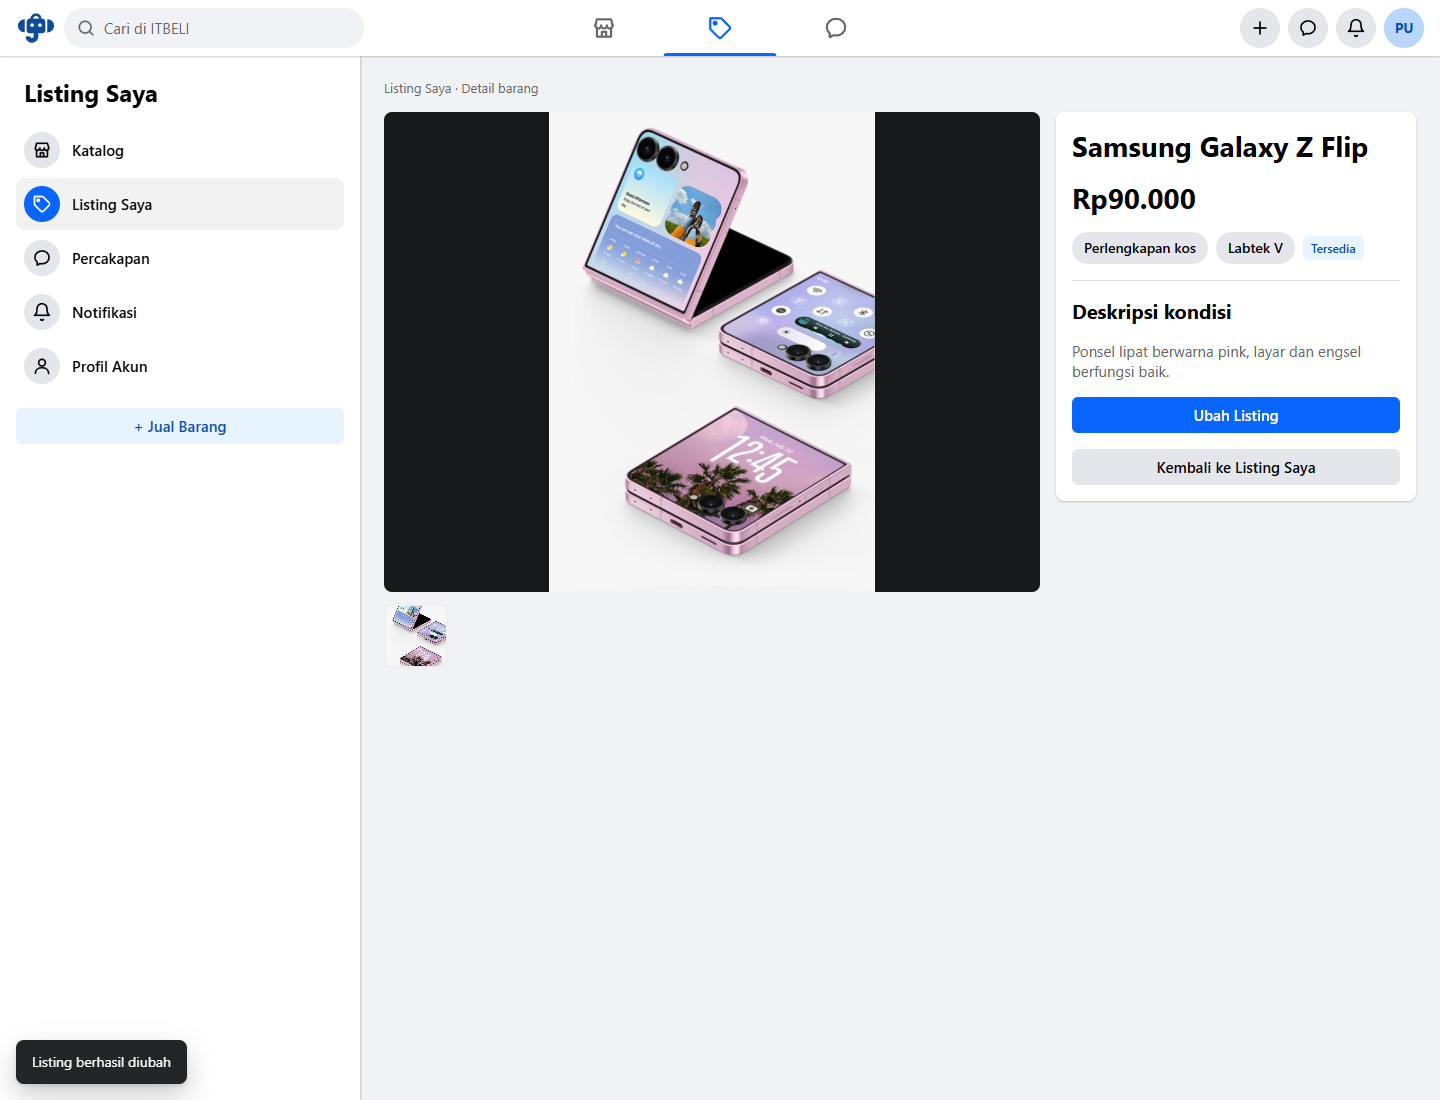 Cari di ITBELI
PU
Listing Saya
Katalog
Listing Saya
Percakapan
Notifikasi
Profil Akun
+ Jual Barang
Listing Saya · Detail barang
12:45
Samsung Galaxy Z Flip
Rp90.000
Perlengkapan kos
Labtek V
Tersedia
Deskripsi kondisi
Ponsel lipat berwarna pink, layar dan engsel
berfungsi baik.
Ubah Listing
Kembali ke Listing Saya
Listing berhasil diubah